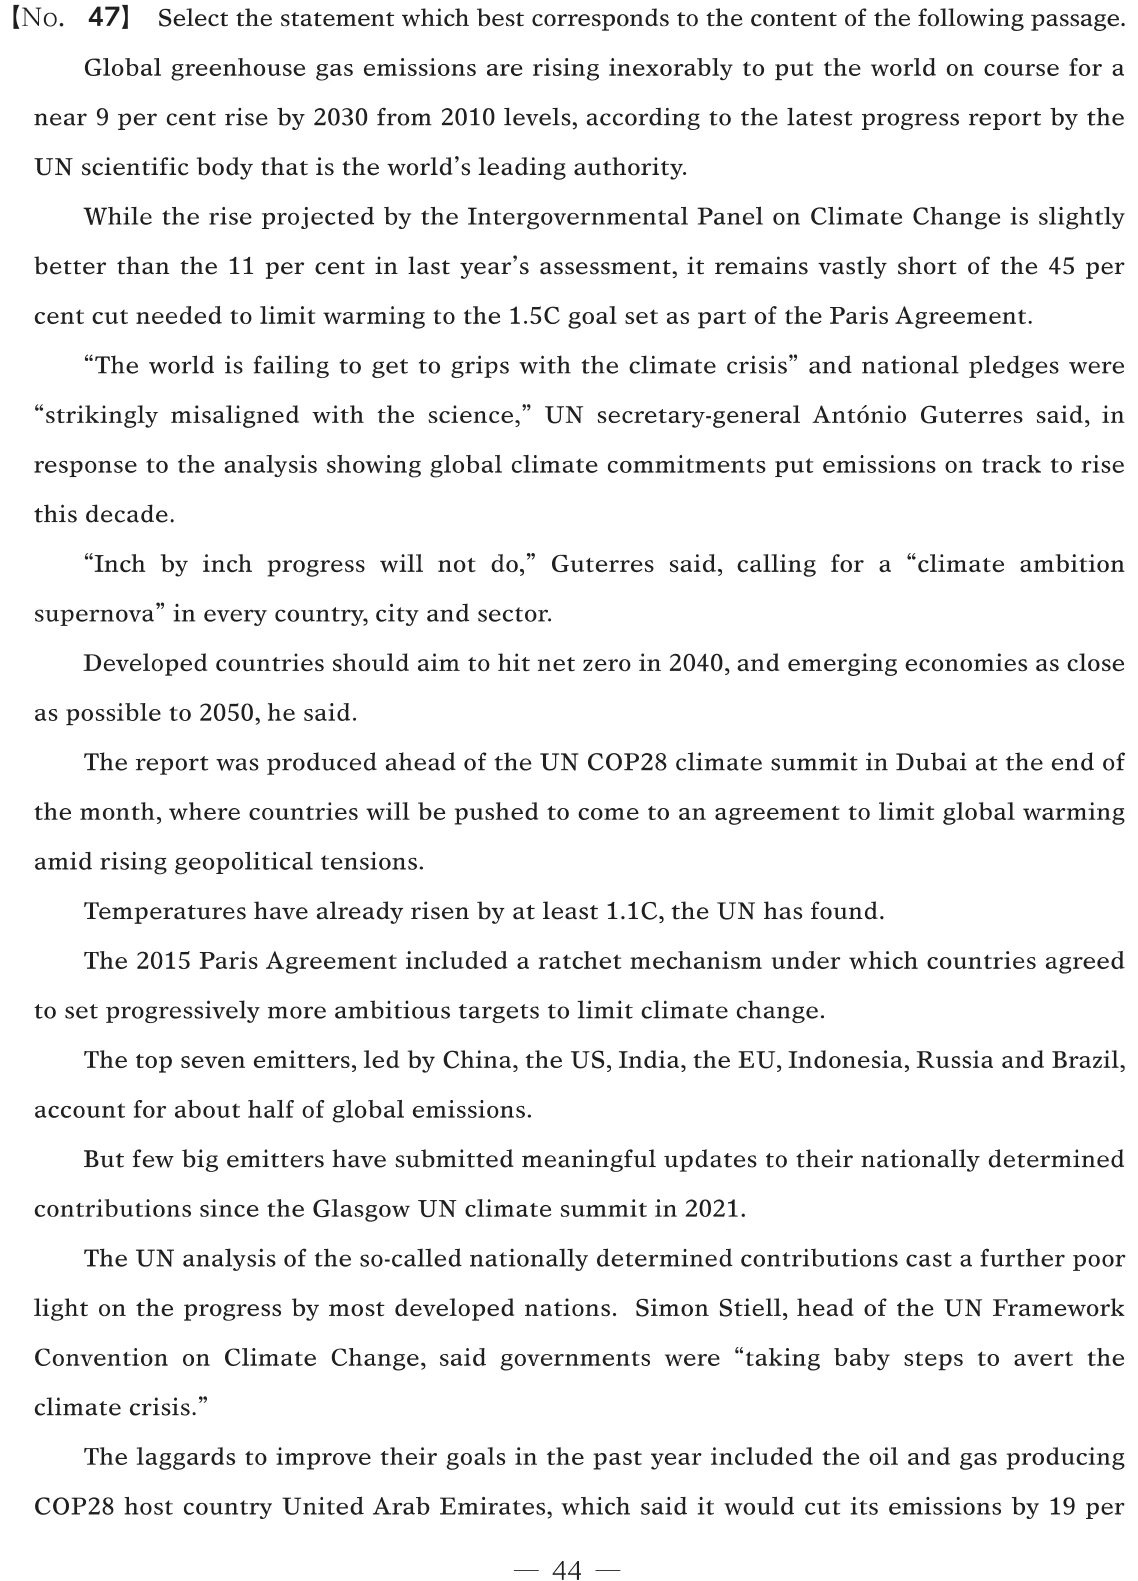 【No. 47】 Select the statement which best corresponds to the content of the following passage.
Global greenhouse gas emissions are rising inexorably to put the world on course for a
near 9 per cent rise by 2030 from 2010 levels, according to the latest progress report by the
UN scientific body that is the world’s leading authority.
While the rise projected by the Intergovernmental Panel on Climate Change is slightly
better than the 11 per cent in last year’s assessment, it remains vastly short of the 45 per
cent cut needed to limit warming to the 1.5C goal set as part of the Paris Agreement.
“The world is failing to get to grips with the climate crisis” and national pledges were
“strikingly misaligned with the science,” UN secretary-general António Guterres said, in
response to the analysis showing global climate commitments put emissions on track to rise
this decade.
“Inch by inch progress will not do,” Guterres said, calling for a “climate ambition
supernova” in every country, city and sector.
Developed countries should aim to hit net zero in 2040, and emerging economies as close
as possible to 2050, he said.
The report was produced ahead of the UN COP28 climate summit in Dubai at the end of
the month, where countries will be pushed to come to an agreement to limit global warming
amid rising geopolitical tensions.
Temperatures have already risen by at least 1.1C, the UN has found.
The 2015 Paris Agreement included a ratchet mechanism under which countries agreed
to set progressively more ambitious targets to limit climate change.
The top seven emitters, led by China, the US, India, the EU, Indonesia, Russia and Brazil,
account for about half of global emissions.
But few big emitters have submitted meaningful updates to their nationally determined
contributions since the Glasgow UN climate summit in 2021.
The UN analysis of the so-called nationally determined contributions cast a further poor
light on the progress by most developed nations. Simon Stiell, head of the UN Framework
Convention on Climate Change, said governments were “taking baby steps to avert the
climate crisis.”
The laggards to improve their goals in the past year included the oil and gas producing
COP28 host country United Arab Emirates, which said it would cut its emissions by 19 per
— 44 —